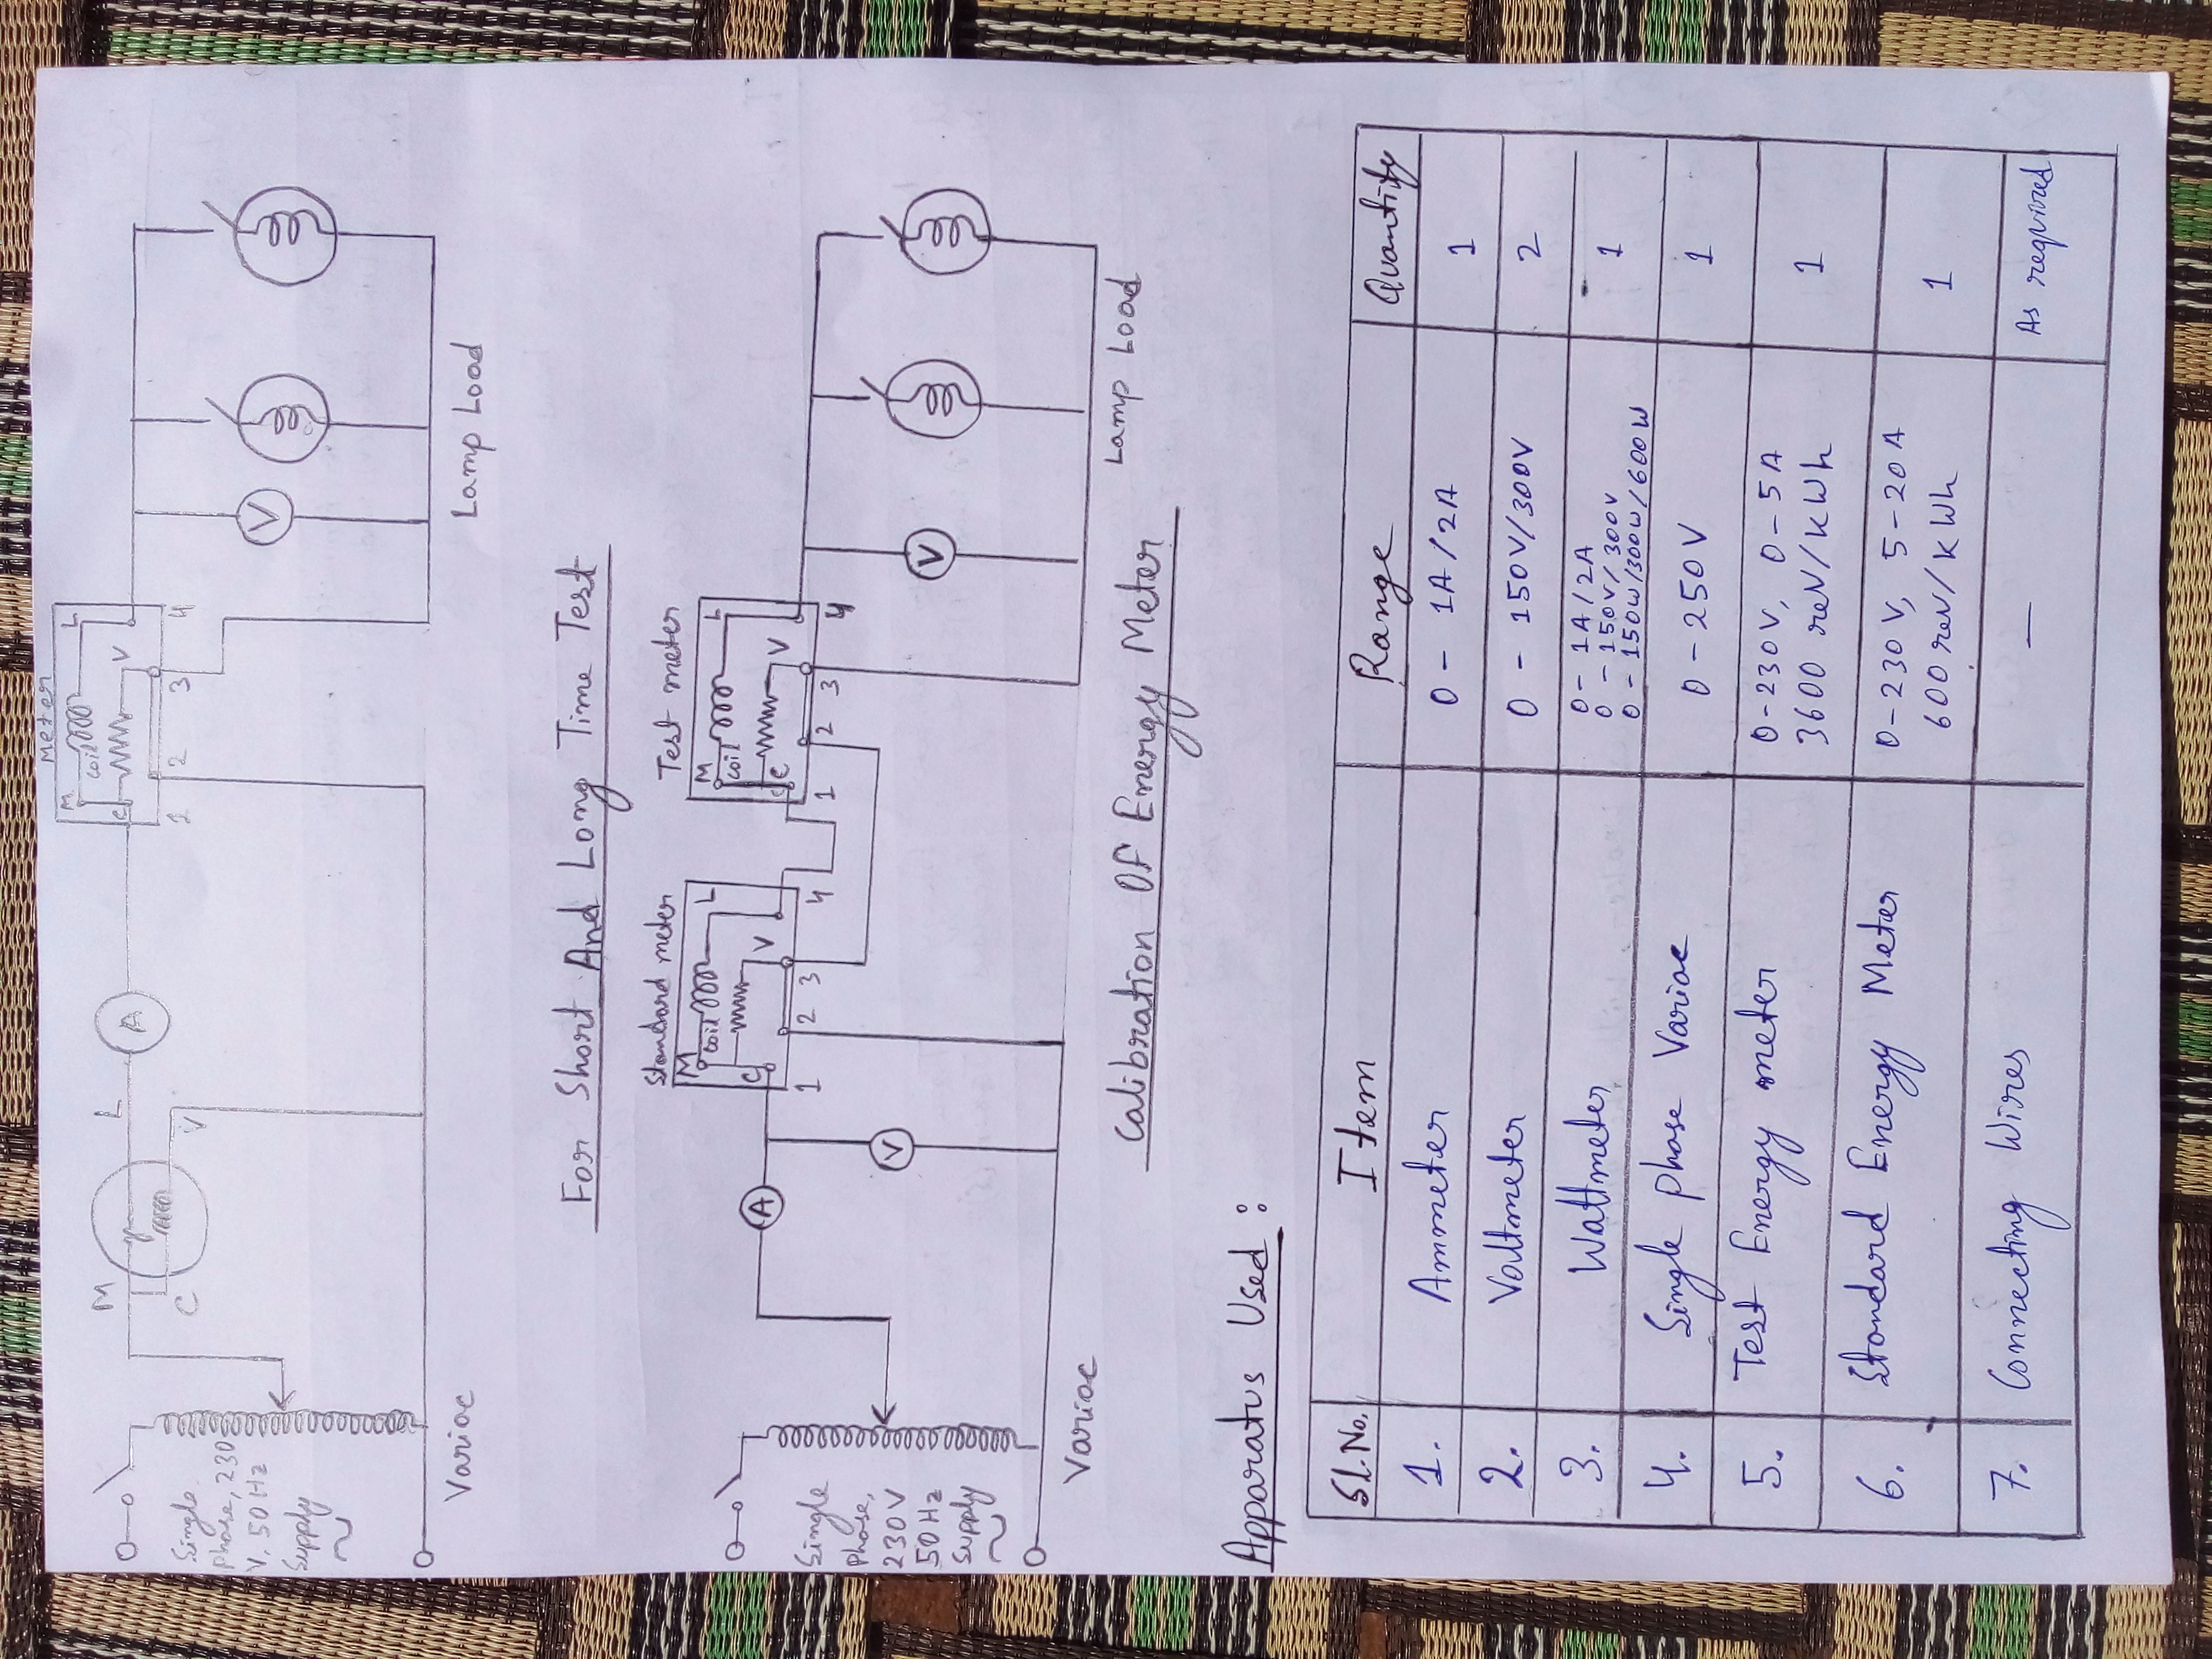 Meter
M
coil
L
C
V
1
2
3
4
M
L
A
C
V
Single
Phase, 230
V, 50 Hz
Supply
~
V
Variac
Lamp Load
For Short And Long Time Test
Standard meter
M
coil
L
C
V
1
2
3
4
Test meter
M
coil
L
C
V
1
2
3
4
A
V
V
Single
Phase,
230V
50 Hz
Supply
~
Variac
Lamp Load
Calibration Of Energy Meter
Apparatus Used :
Sl. No. Item Range Quantity
1. Ammeter 0 - 1A/2A 1
2. Voltmeter 0 - 150V/300V 2
3. Wattmeter 0 - 1A/2A 1
0 - 150V/300V
0 - 150W/300W/600W
4. Single phase Variac 0 - 250V 1
5. Test Energy meter 0-230V, 0-5A 1
3600 rev/kWh
6. Standard Energy Meter 0-230V, 5-20A 1
600 rev/kWh
7. Connecting Wires — As required